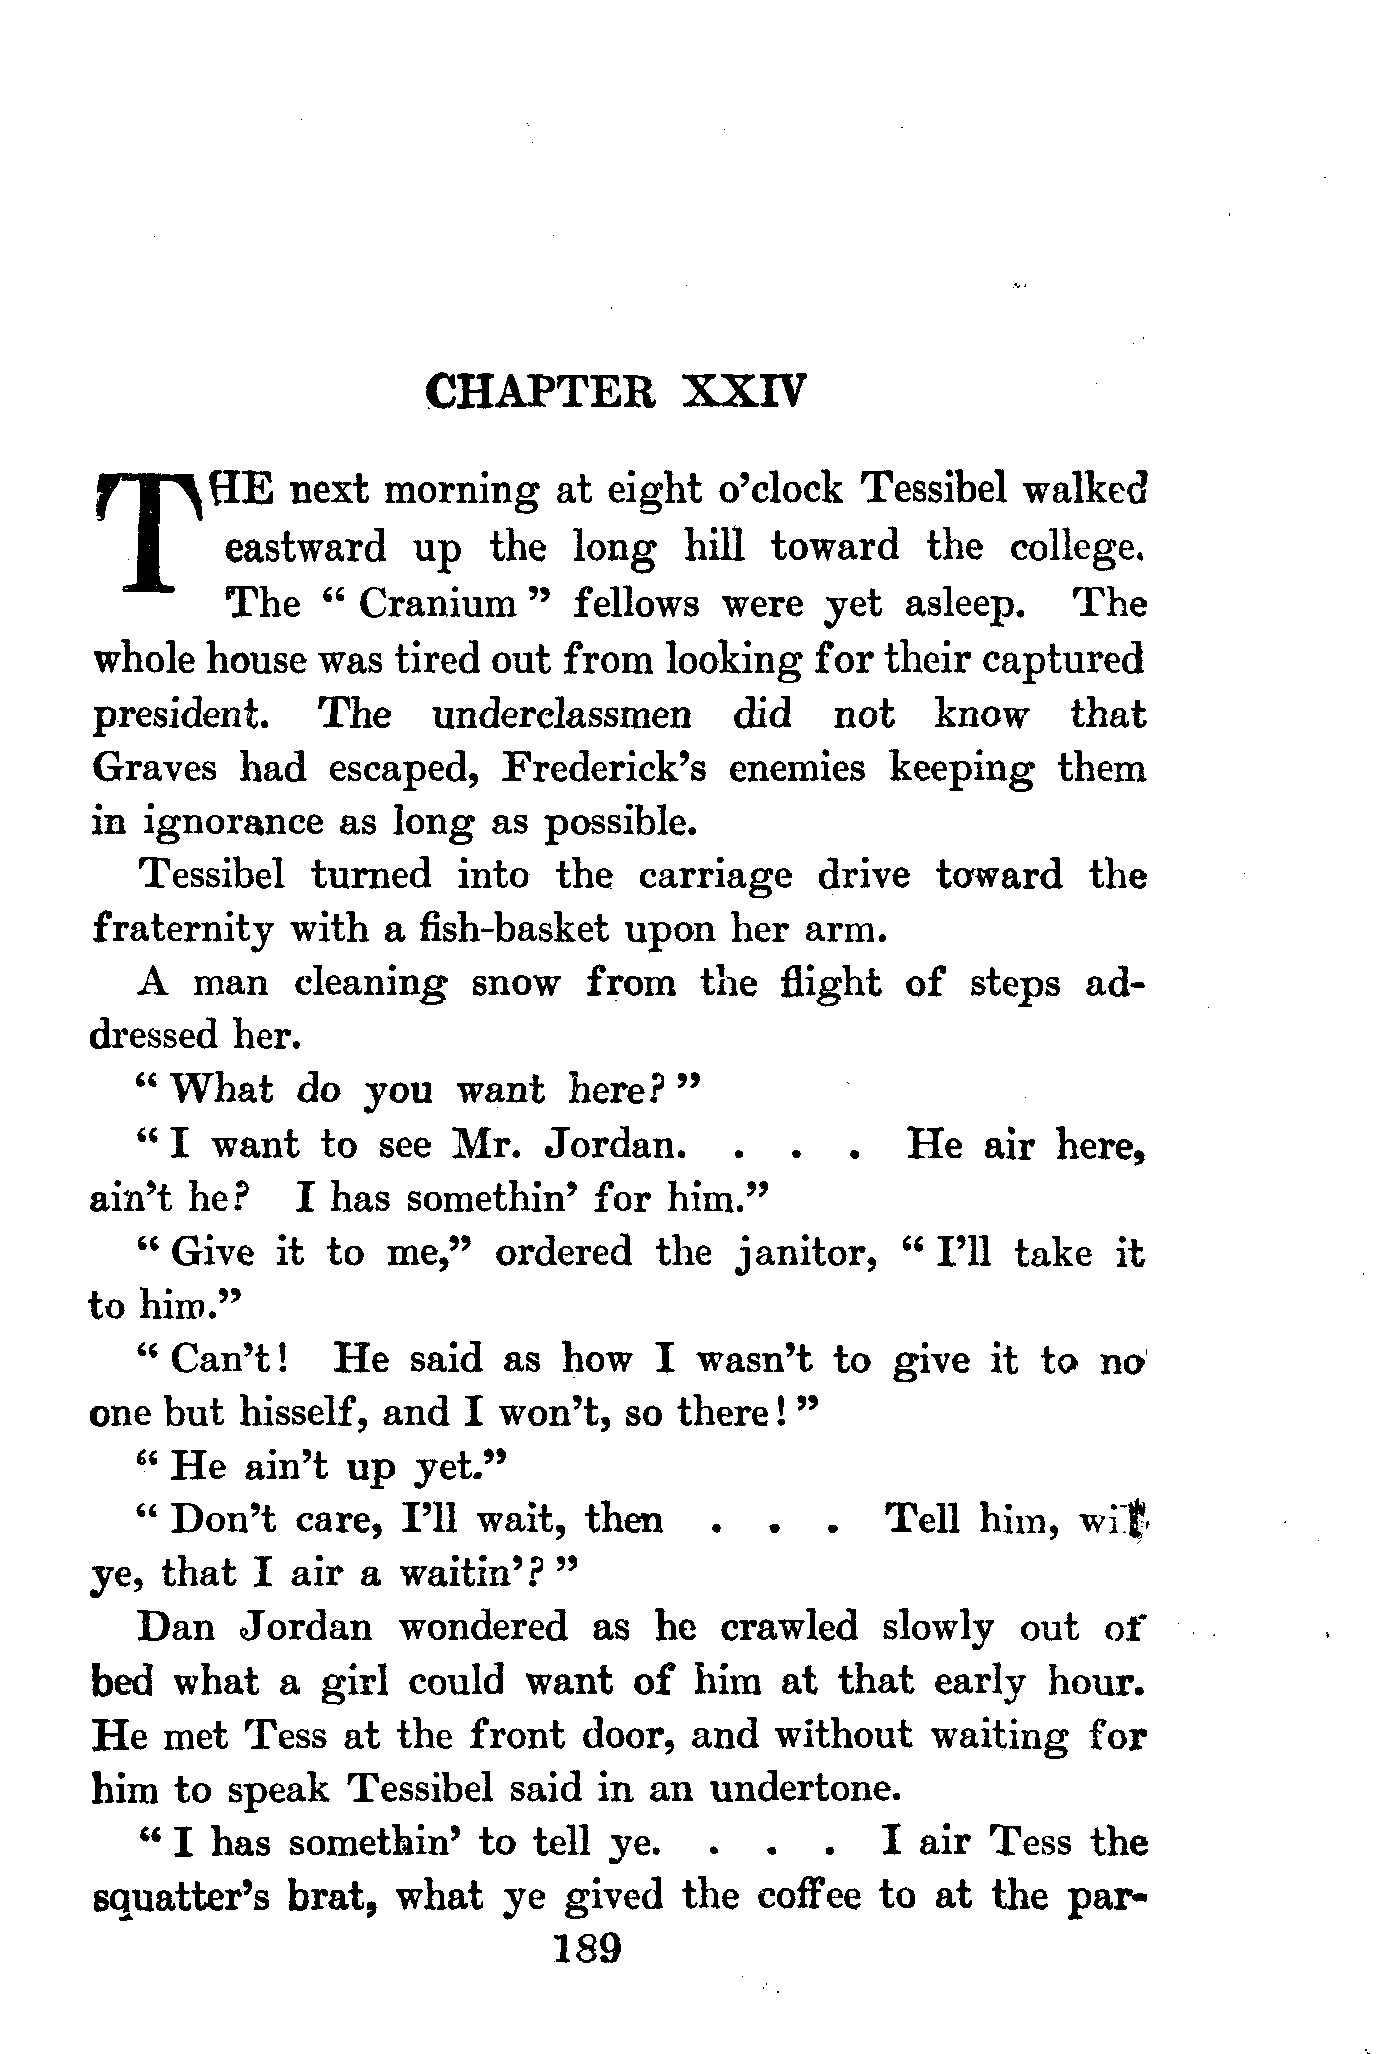 CHAPTER XXIV
THE next morning at eight o'clock Tessibel walked
eastward up the long hill toward the college.
The " Cranium " fellows were yet asleep. The
whole house was tired out from looking for their captured
president. The underclassmen did not know that
Graves had escaped, Frederick's enemies keeping them
in ignorance as long as possible.
Tessibel turned into the carriage drive toward the
fraternity with a fish-basket upon her arm.
A man cleaning snow from the flight of steps ad-
dressed her.
" What do you want here? "
" I want to see Mr. Jordan. . . . He air here,
ain't he? I has somethin' for him."
" Give it to me," ordered the janitor, " I'll take it
to him."
" Can't! He said as how I wasn't to give it to no
one but hisself, and I won't, so there! "
" He ain't up yet."
" Don't care, I'll wait, then . . . Tell him,
ye, that I air a waitin'? "
Dan Jordan wondered as he crawled slowly out of
bed what a girl could want of him at that early hour.
He met Tess at the front door, and without waiting for
him to speak Tessibel said in an undertone.
" I has somethin' to tell ye. . . . I air Tess the
squatter's brat, what ye gived the coffee to at the par-
189